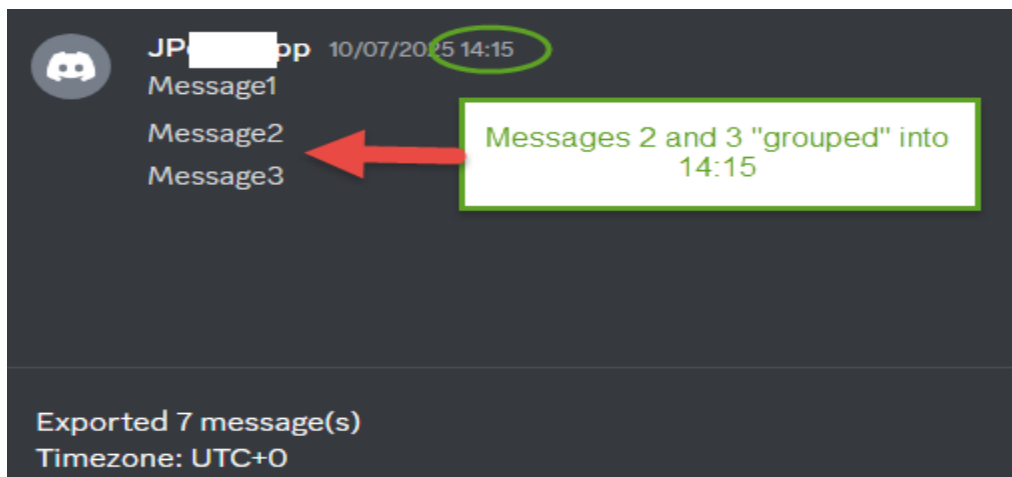 JP pp 10/07/2025 14:15
Message1
Message2
Message3
Messages 2 and 3 "grouped" into
14:15
Exported 7 message(s)
Timezone: UTC+0